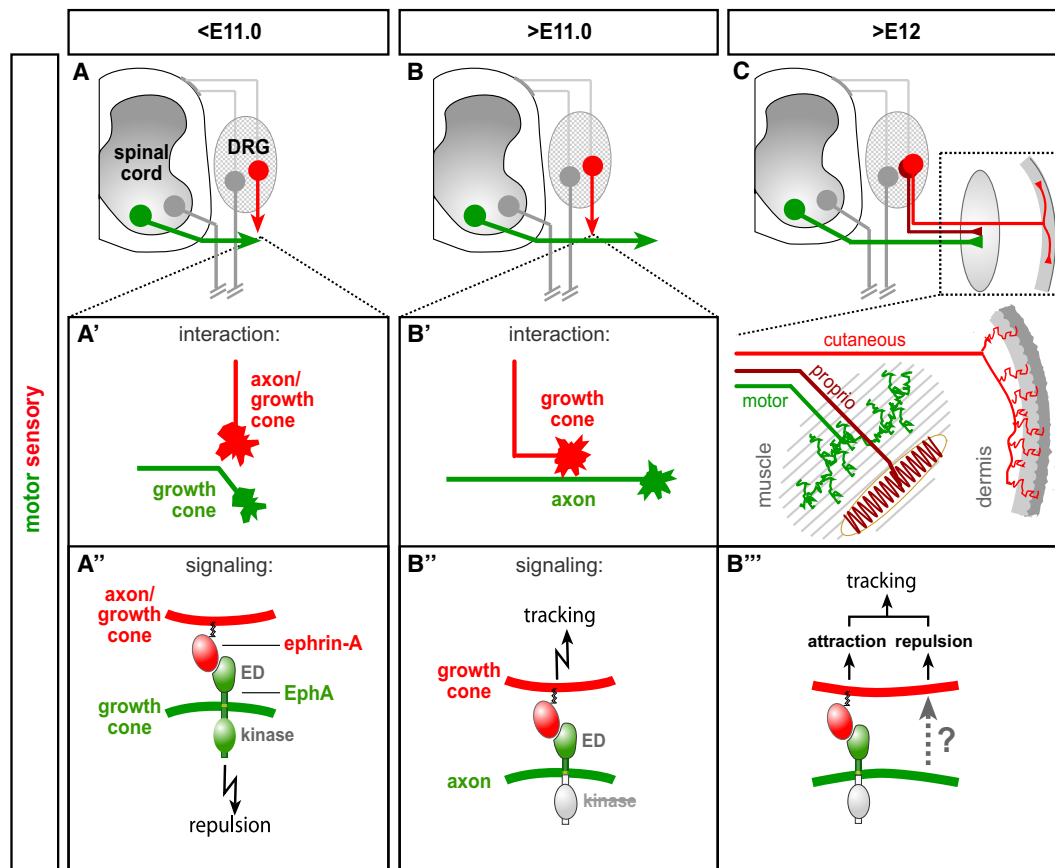 <E11.0
>E11.0
>E12
motor sensory
A
spinal
cord
DRG
B
C
A'
interaction:
axon/
growth
cone
growth
cone
B'
interaction:
growth
cone
axon
cutaneous
proprio
motor
muscle
dermis
A''
signaling:
axon/
growth
cone
ephrin-A
ED
EphA
growth
cone
kinase
repulsion
B''
signaling:
tracking
growth
cone
ED
axon
kinase
B'''
tracking
attraction repulsion
?